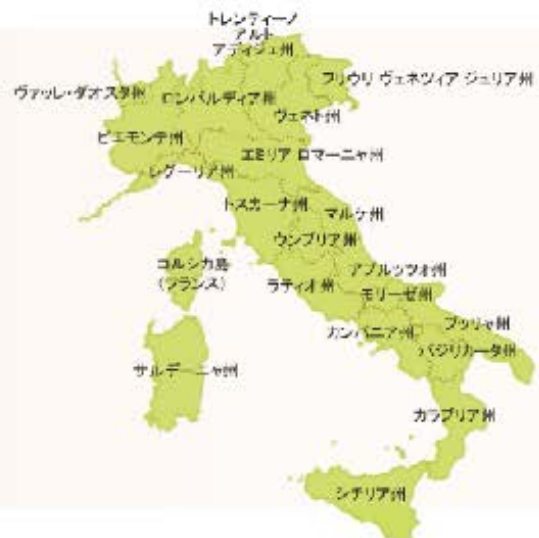 トレンティーノ
アルト
アディジェ州
フリウリ ヴェネツィア ジュリア州
ヴァッレ・ダオスタ州
ロンバルディア州
ヴェネト州
ピエモンテ州
エミリア ロマーニャ州
リグーリア州
トスカーナ州
マルケ州
ウンブリア州
コルシカ島
(フランス)
アブルッツォ州
ラティオ州
モリーゼ州
カンパニア州
プッリャ州
バジリカータ州
サルデーニャ州
カラブリア州
シチリア州